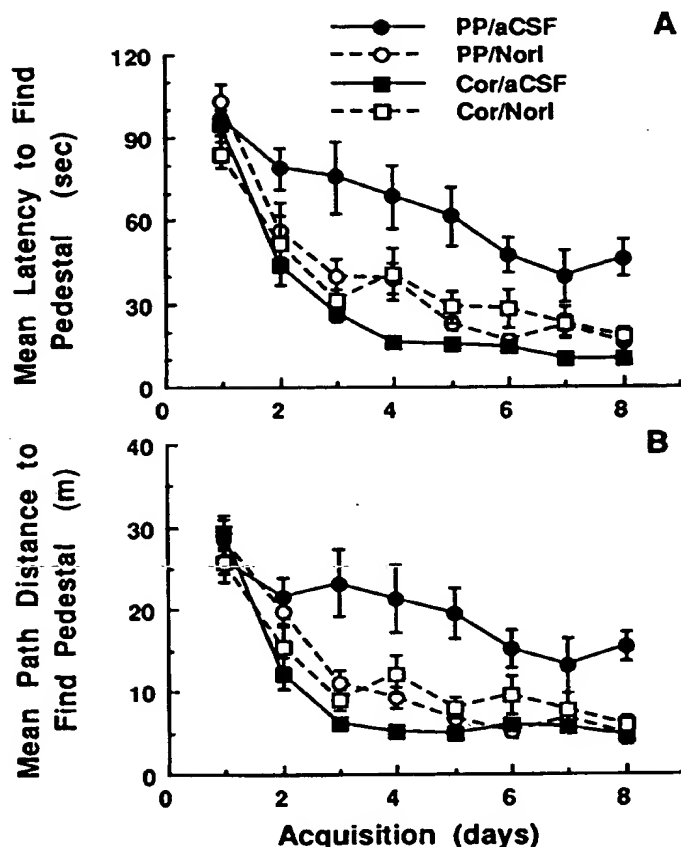 PP/aCSF
PP/Norl
Cor/aCSF
Cor/Norl
A
Mean Latency to Find
Pedestal (sec)
120
90
60
30
0
0 2 4 6 8
B
Mean Path Distance to
Find Pedestal (m)
40
30
20
10
0
0 2 4 6 8
Acquisition (days)